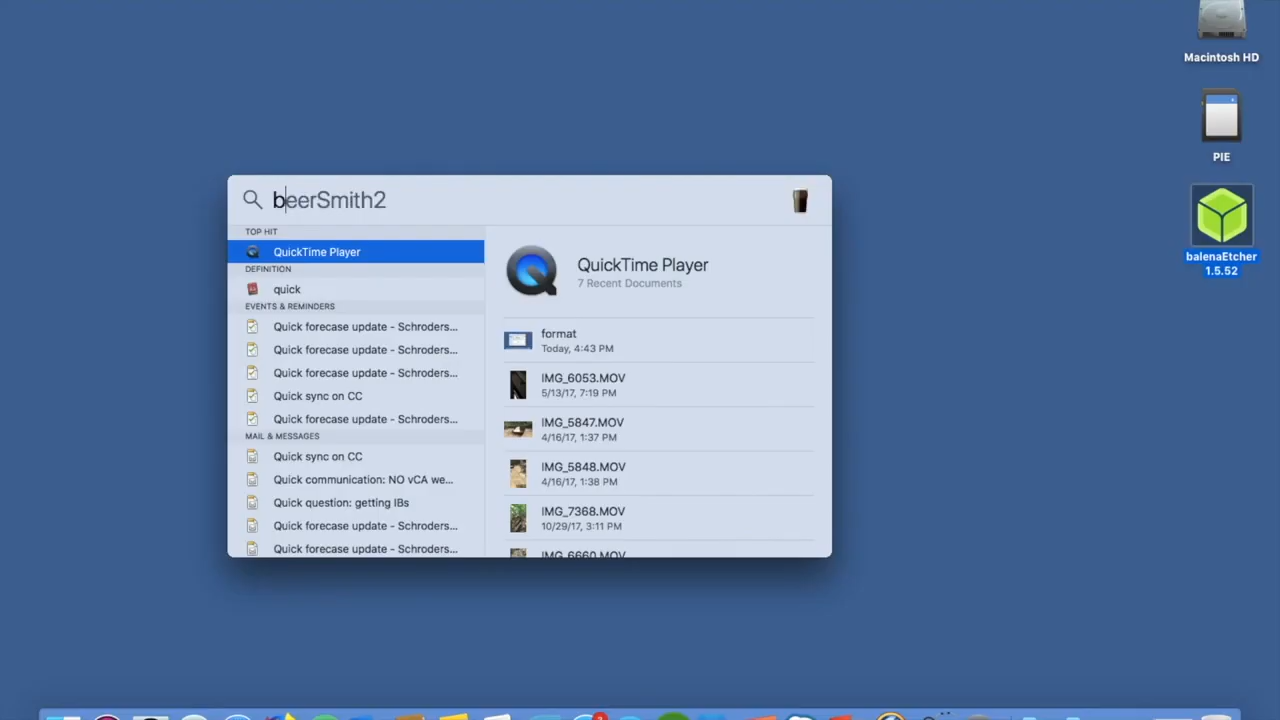 Macintosh HD
PIE
balenaEtcher
1.5.52
beerSmith2
TOP HIT
QuickTime Player
DEFINITION
quick
EVENTS & REMINDERS
Quick forecase update - Schroders...
Quick forecase update - Schroders...
Quick forecase update - Schroders...
Quick sync on CC
Quick forecase update - Schroders...
MAIL & MESSAGES
Quick sync on CC
Quick communication: NO vCA we...
Quick question: getting IBs
Quick forecase update - Schroders...
Quick forecase update - Schroders...
QuickTime Player
7 Recent Documents
format
Today, 4:43 PM
IMG_6053.MOV
5/13/17, 7:19 PM
IMG_5847.MOV
4/16/17, 1:37 PM
IMG_5848.MOV
4/16/17, 1:38 PM
IMG_7368.MOV
10/29/17, 3:11 PM
IMG_6660.MOV